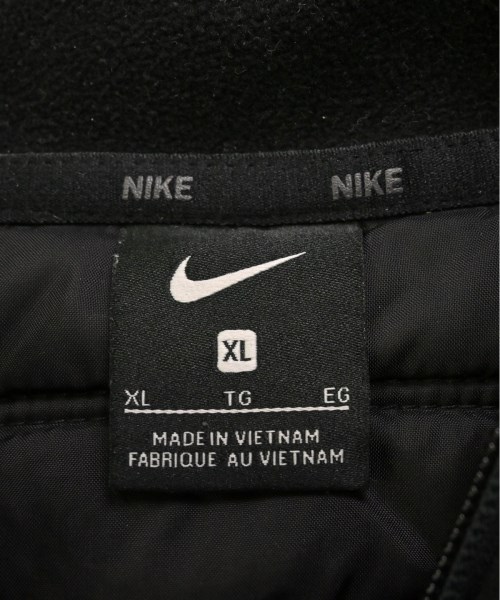 NIKE NIKE
XL
XL TG EG
MADE IN VIETNAM
FABRIQUE AU VIETNAM